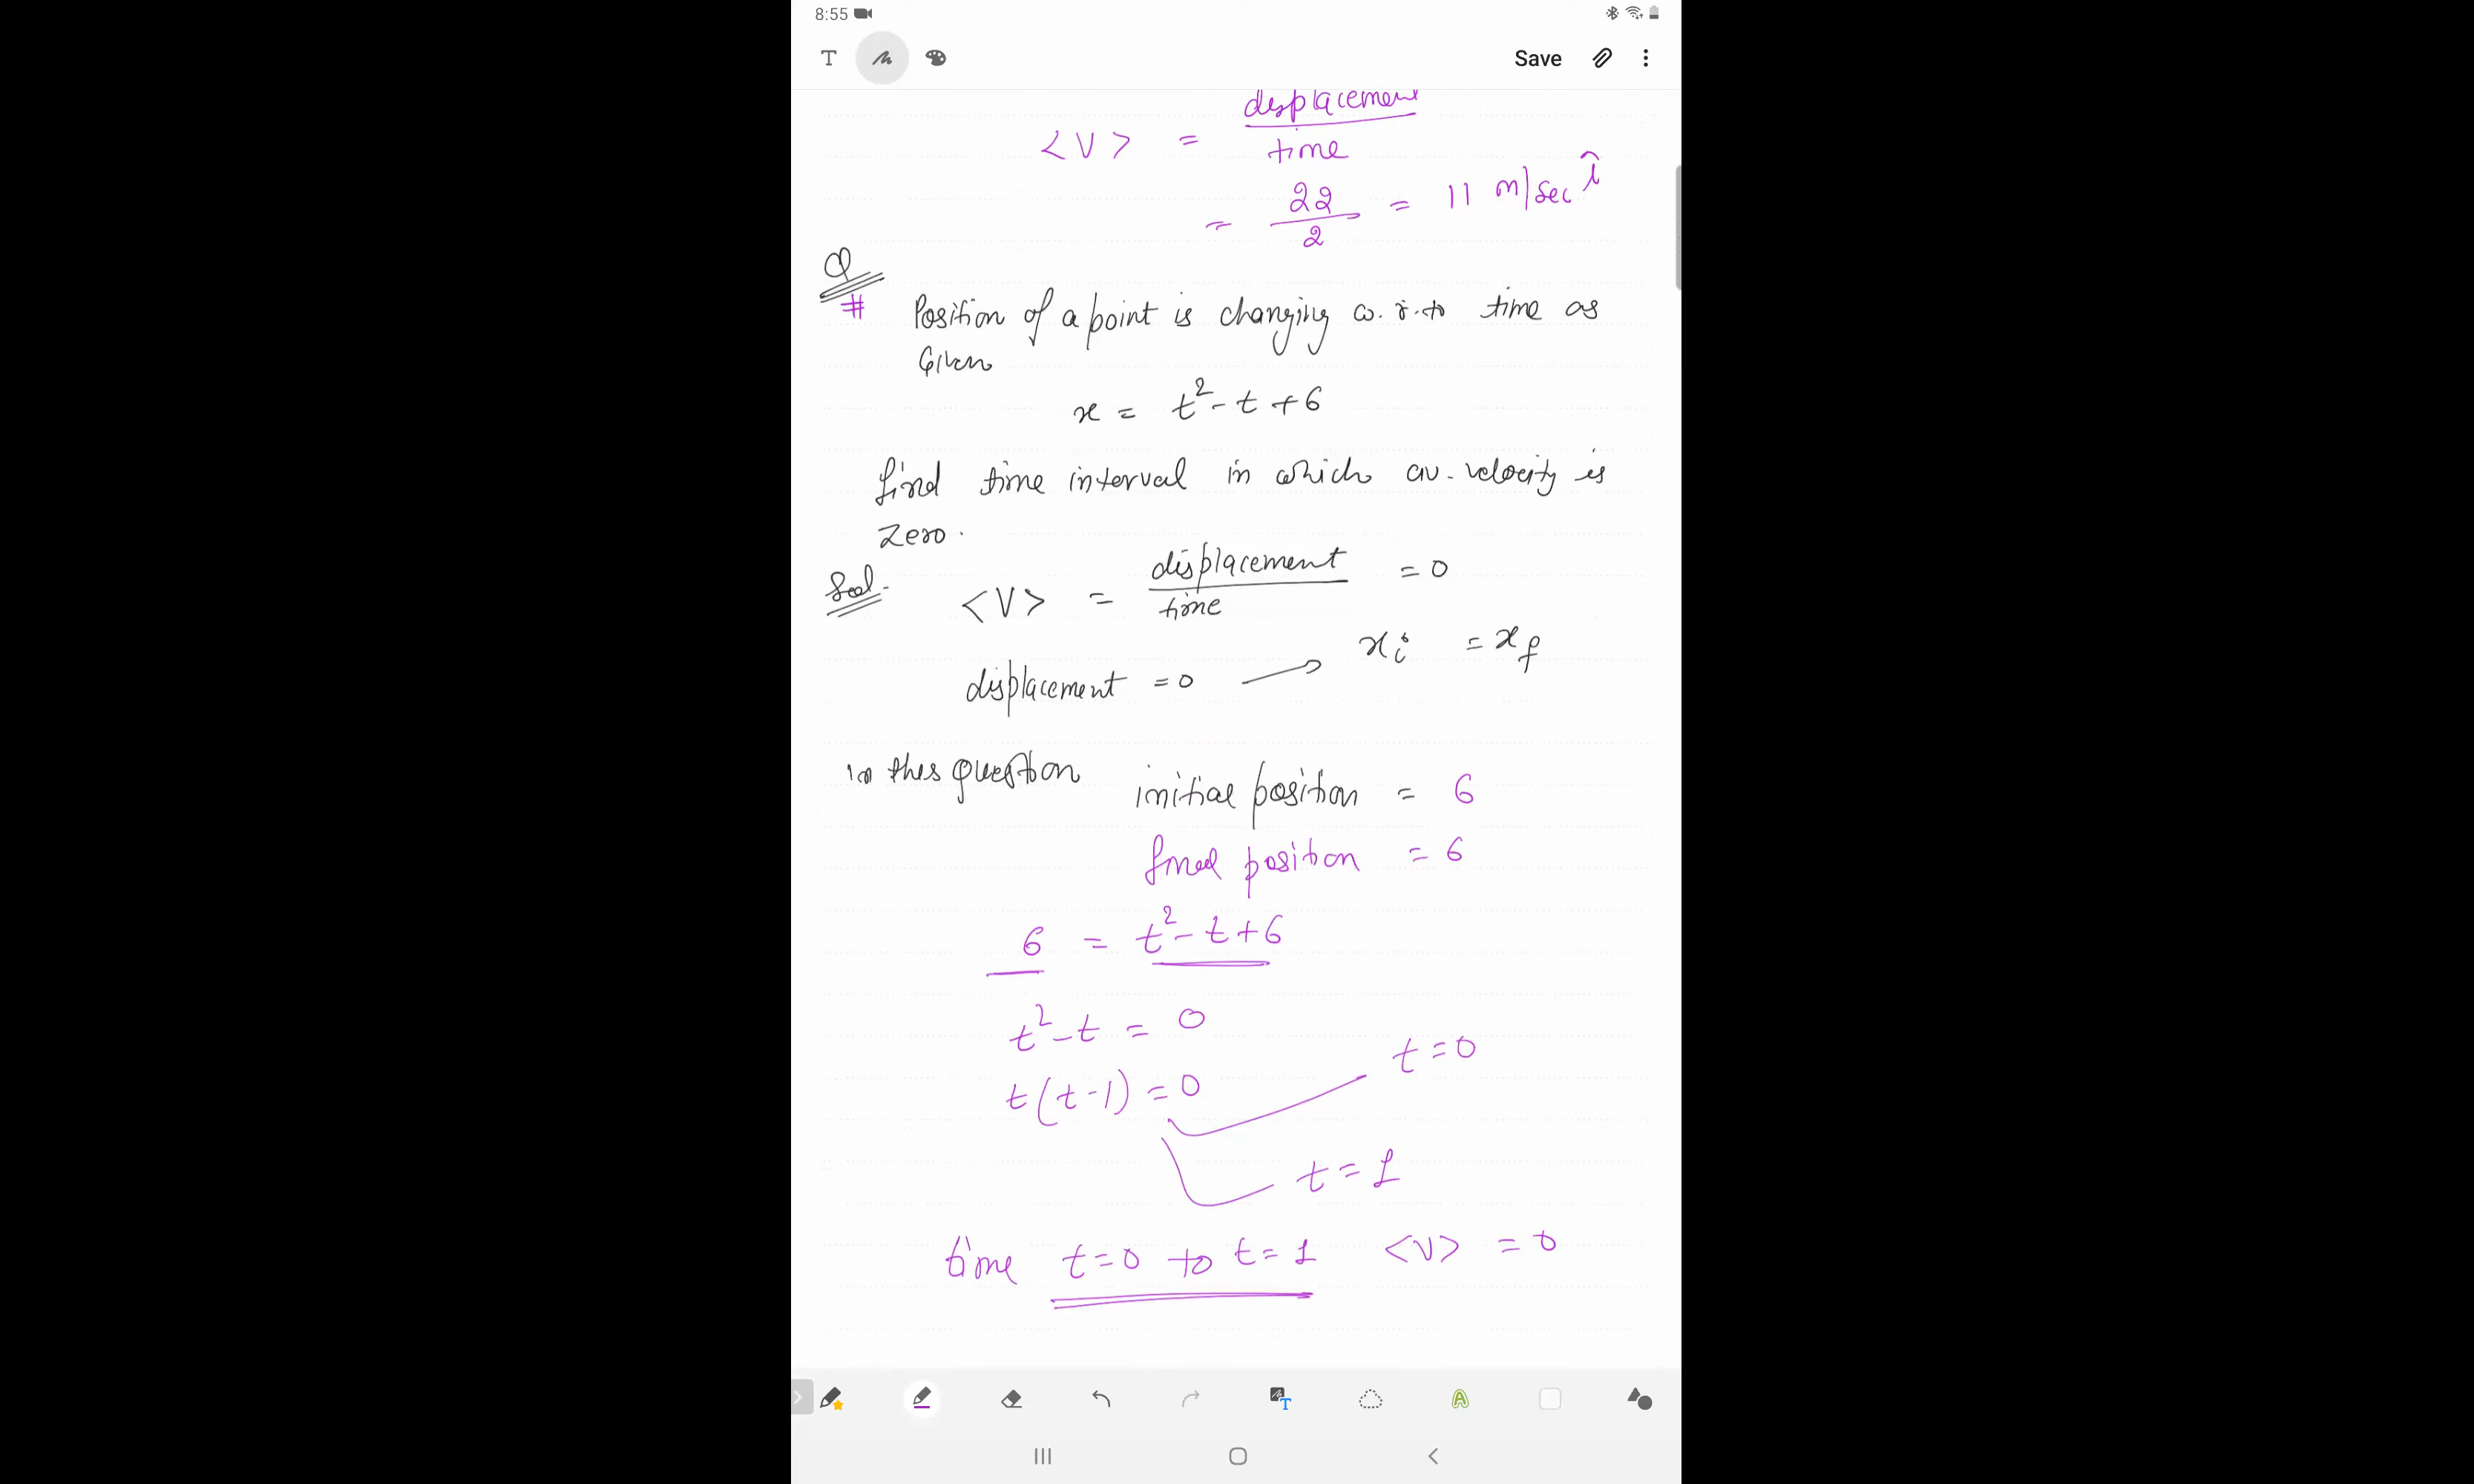 8:55
T
Save
displacement
<V> = time
= 22/2 = 11 m/sec î
Q
# Position of a point is changing w.r.to time as
Given
x = t² - t + 6
find time interval in which av. velocity is
zero.
Sol.
<V> = displacement/time = 0
displacement = 0 → xi = xf
in this question initial position = 6
final position = 6
6 = t² - t + 6
t² - t = 0
t(t-1) = 0
t = 0
t = 1
time t=0 to t=1 <V> = 0
T
A